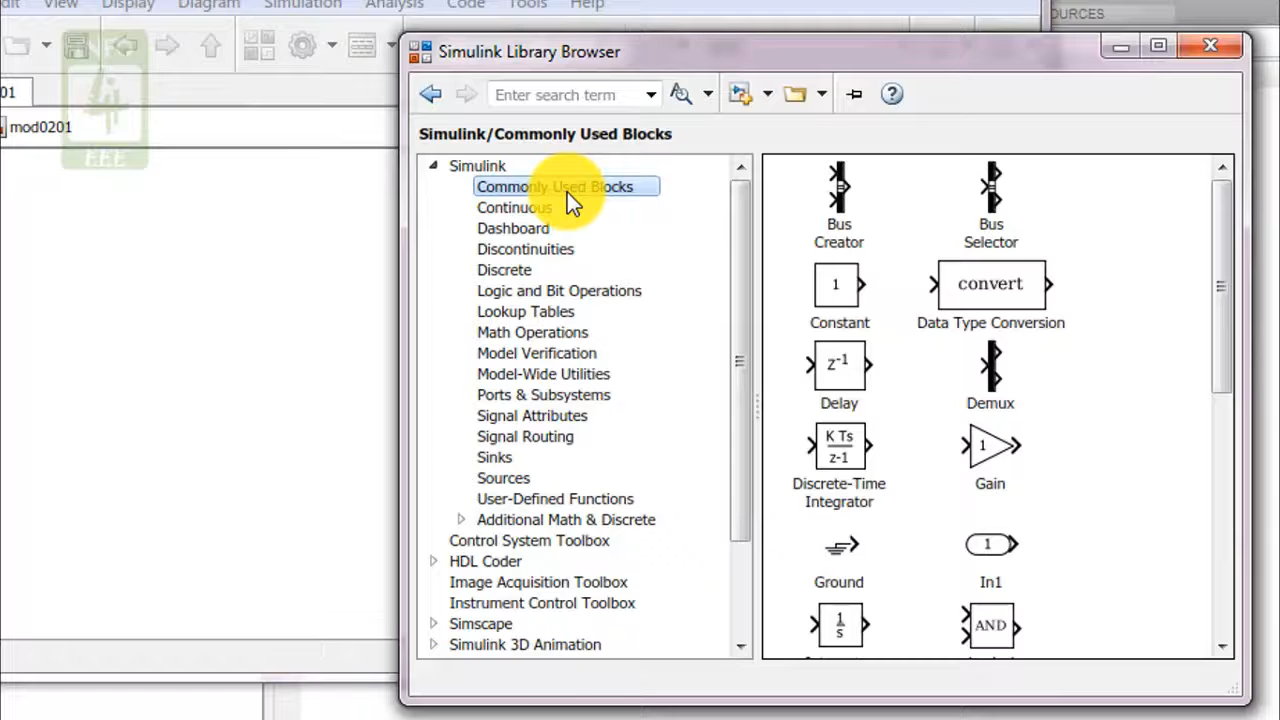 View Display Diagram Simulation Analysis Code Tools Help
OURCES
Simulink Library Browser
01
Enter search term
mod0201
EEE
Simulink/Commonly Used Blocks
Simulink
Commonly Used Blocks
Continuous
Dashboard
Discontinuities
Discrete
Logic and Bit Operations
Lookup Tables
Math Operations
Model Verification
Model-Wide Utilities
Ports & Subsystems
Signal Attributes
Signal Routing
Sinks
Sources
User-Defined Functions
Additional Math & Discrete
Control System Toolbox
HDL Coder
Image Acquisition Toolbox
Instrument Control Toolbox
Simscape
Simulink 3D Animation
Bus
Creator
Bus
Selector
1
Constant
convert
Data Type Conversion
Z-1
Delay
Demux
K Ts
z-1
Discrete-Time
Integrator
1
Gain
Ground
1
In1
1
s
AND